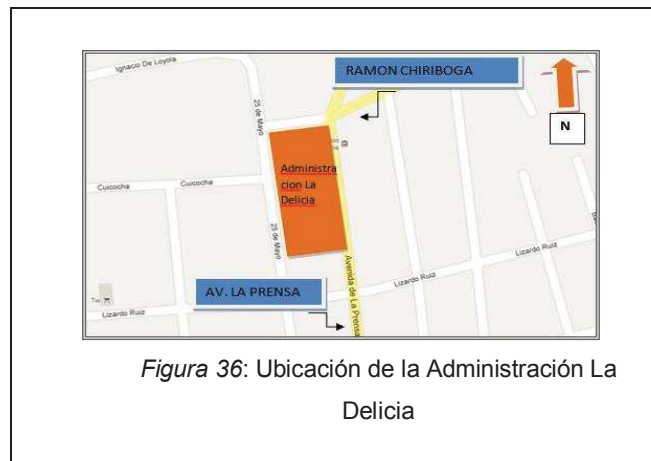 Ignacio De Loyola
RAMON CHIRIBOGA
N
25 de Mayo
Administra
cion La
Delicia
Cuicocha
Cuicocha
25 de Mayo
Avenida de La Prensa
Lizardo Ruiz
Lizardo Ruiz
AV. LA PRENSA
Lizardo Ruiz
Figura 36: Ubicación de la Administración La
Delicia